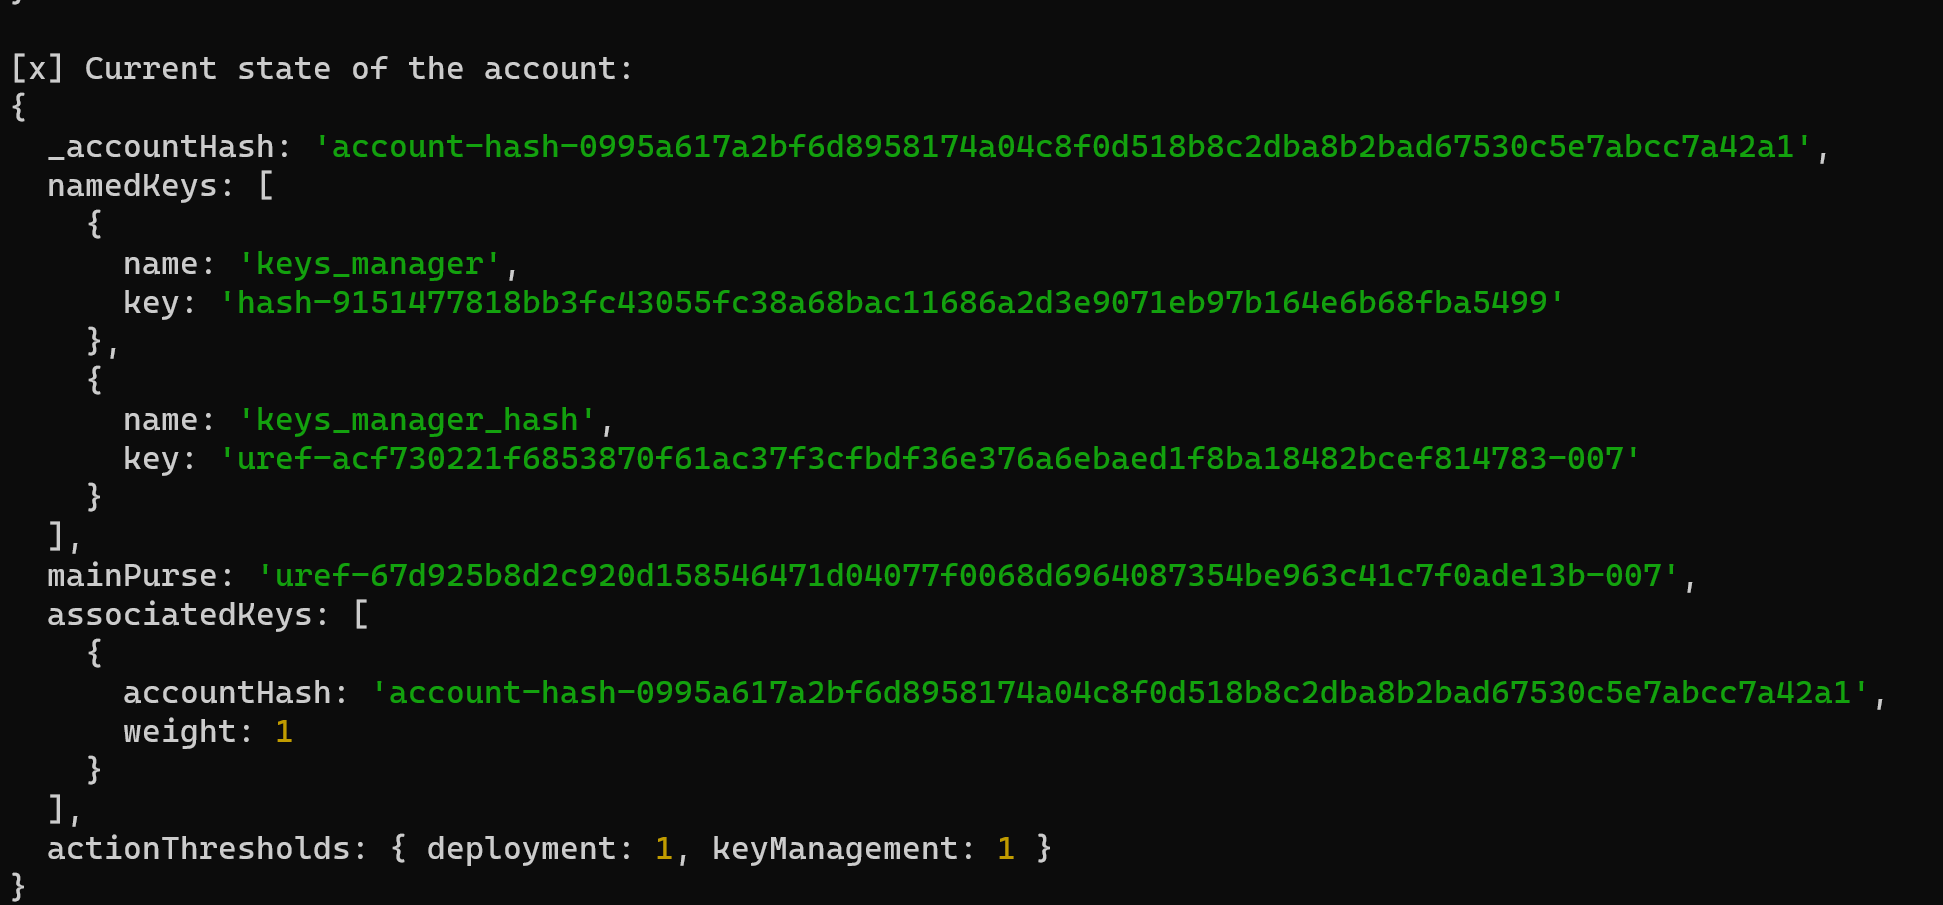 }
[x] Current state of the account:
{
  _accountHash: 'account-hash-0995a617a2bf6d8958174a04c8f0d518b8c2dba8b2bad67530c5e7abcc7a42a1',
  namedKeys: [
    {
      name: 'keys_manager',
      key: 'hash-9151477818bb3fc43055fc38a68bac11686a2d3e9071eb97b164e6b68fba5499'
    },
    {
      name: 'keys_manager_hash',
      key: 'uref-acf730221f6853870f61ac37f3cfbdf36e376a6ebaed1f8ba18482bcef814783-007'
    }
  ],
  mainPurse: 'uref-67d925b8d2c920d158546471d04077f0068d6964087354be963c41c7f0ade13b-007',
  associatedKeys: [
    {
      accountHash: 'account-hash-0995a617a2bf6d8958174a04c8f0d518b8c2dba8b2bad67530c5e7abcc7a42a1',
      weight: 1
    }
  ],
  actionThresholds: { deployment: 1, keyManagement: 1 }
}